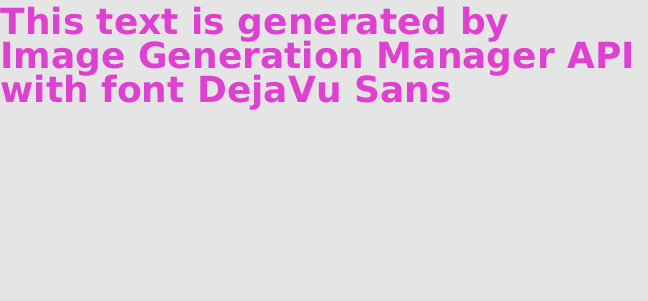 This text is generated by
Image Generation Manager API
with font DejaVu Sans